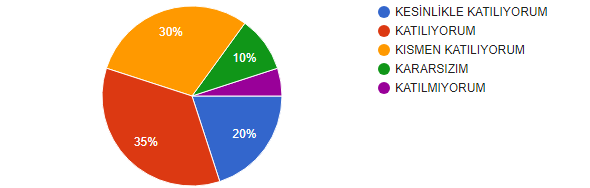 KESİNLİKLE KATILIYORUM
KATILIYORUM
KISMEN KATILIYORUM
KARARSIZIM
KATILMIYORUM
30%
10%
35%
20%